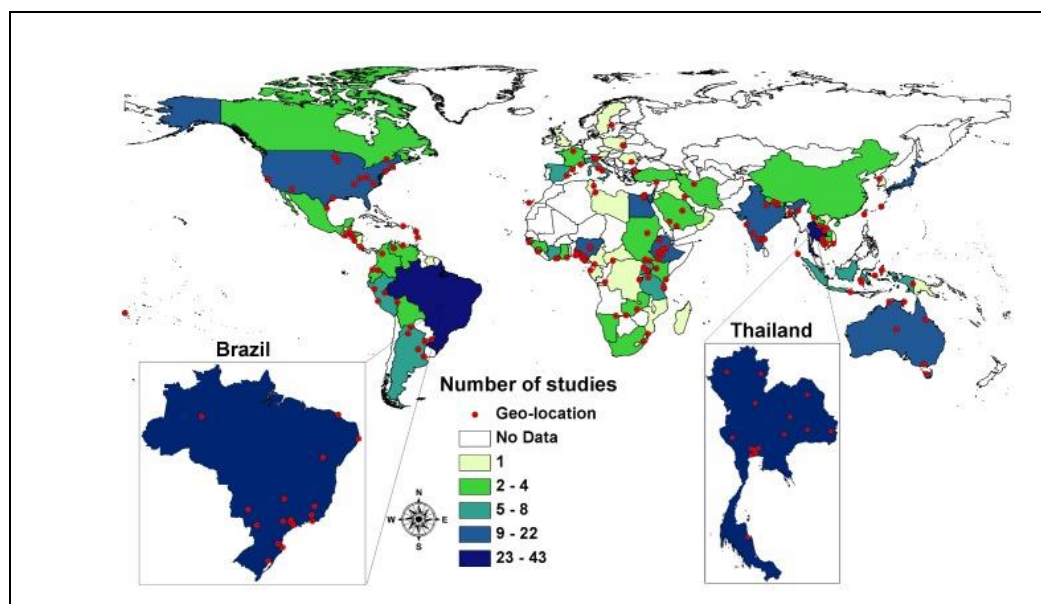 Brazil
Thailand
Number of studies
Geo-location
No Data
1
2 - 4
5 - 8
9 - 22
23 - 43
N
W E
S